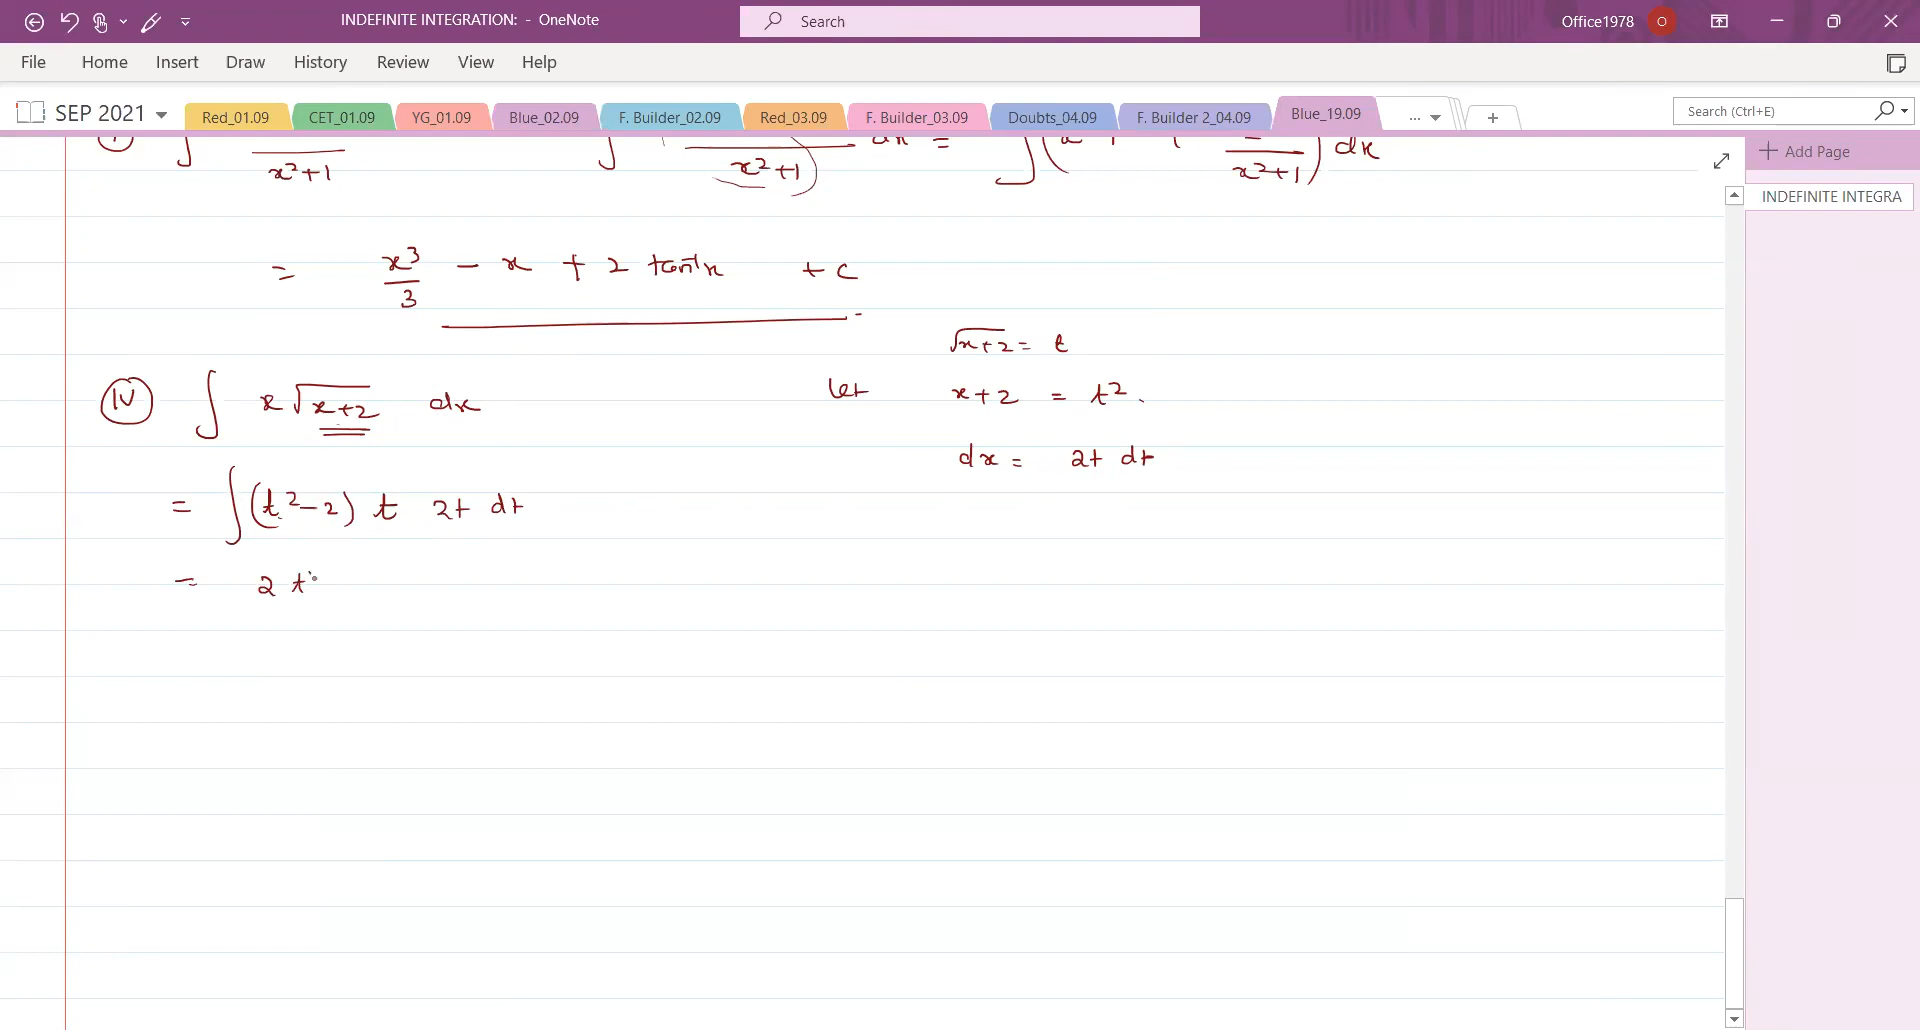 INDEFINITE INTEGRATION: - OneNote
Search
Office1978
O
File Home Insert Draw History Review View Help
SEP 2021
Red_01.09
CET_01.09
YG_01.09
Blue_02.09
F. Builder_02.09
Red_03.09
F. Builder_03.09
Doubts_04.09
F. Builder 2_04.09
Blue_19.09
...
+
Search (Ctrl+E)
Add Page
INDEFINITE INTEGRA
∫ ― x²+1 ∫ ― x²+1) dx = ∫( ― x²+1) dx
= x³/3 - x + 2 tan⁻¹x + c
√x+2 = t
(IV) ∫ x√x+2 dx let x+2 = t².
dx = 2t dt
= ∫(t²-2) t 2t dt
= 2 t